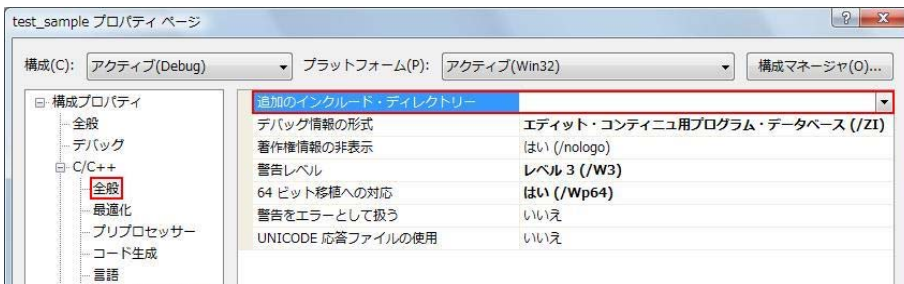 test_sample プロパティ ページ
構成(C): アクティブ(Debug) プラットフォーム(P): アクティブ(Win32) 構成マネージャ(O)...
構成プロパティ
全般
デバッグ
C/C++
全般
最適化
プリプロセッサー
コード生成
言語
追加のインクルード・ディレクトリー
デバッグ情報の形式 エディット・コンティニュ用プログラム・データベース (/ZI)
著作権情報の非表示 はい (/nologo)
警告レベル レベル 3 (/W3)
64 ビット移植への対応 はい (/Wp64)
警告をエラーとして扱う いいえ
UNICODE 応答ファイルの使用 いいえ